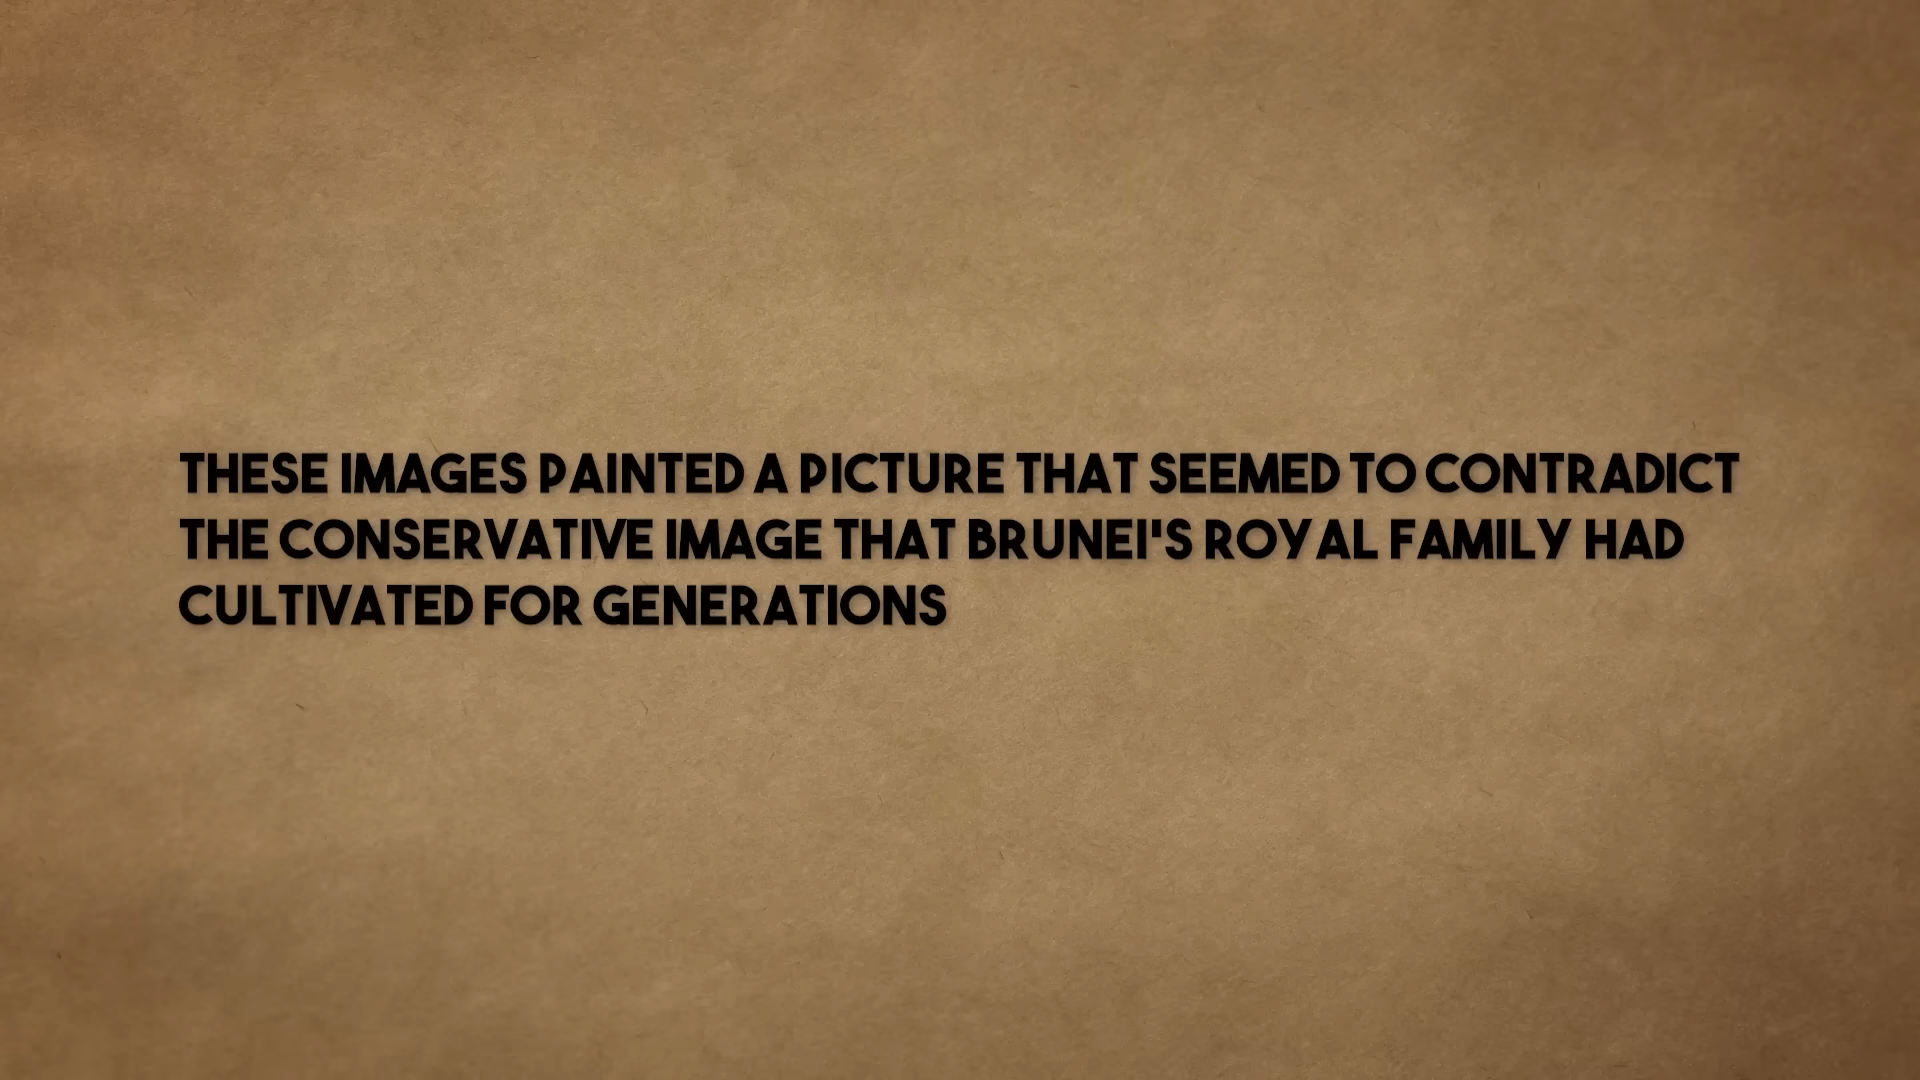 THESE IMAGES PAINTED A PICTURE THAT SEEMED TO CONTRADICT
THE CONSERVATIVE IMAGE THAT BRUNEI'S ROYAL FAMILY HAD
CULTIVATED FOR GENERATIONS